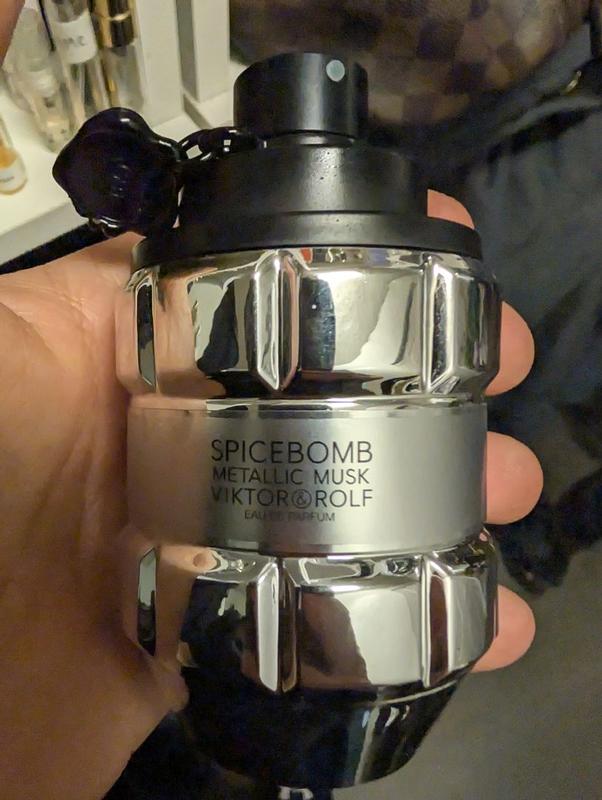 SPICEBOMB
METALLIC MUSK
VIKTOR&ROLF
EAU DE PARFUM